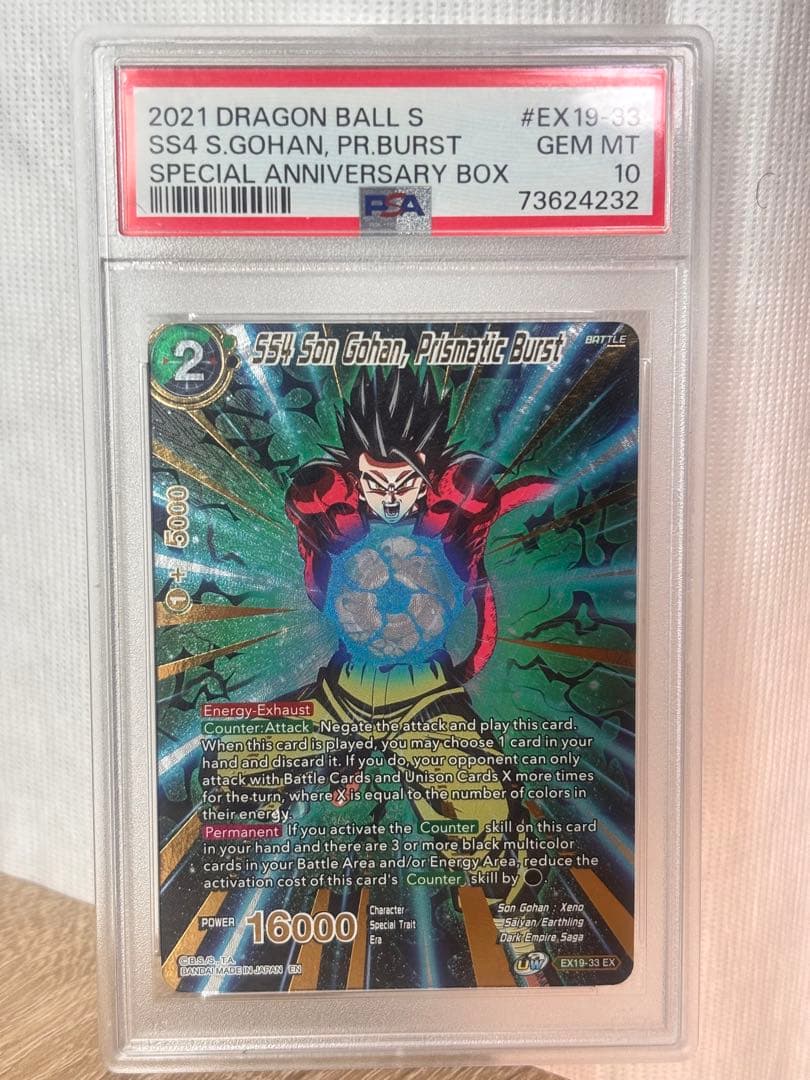 2021 DRAGON BALL S #EX19-33
SS4 S.GOHAN, PR.BURST GEM MT
SPECIAL ANNIVERSARY BOX 10
PSA 73624232
2 SS4 Son Gohan, Prismatic Burst BATTLE
1 + 5000
Energy-Exhaust
Counter:Attack Negate the attack and play this card.
When this card is played, you may choose 1 card in your
hand and discard it. If you do, your opponent can only
attack with Battle Cards and Unison Cards X more times
for the turn, where X is equal to the number of colors in
their energy.
Permanent If you activate the Counter skill on this card
in your hand and there are 3 or more black multicolor
cards in your Battle Area and/or Energy Area, reduce the
activation cost of this card's Counter skill by
POWER 16000
Character Son Gohan : Xeno
Special Trait Saiyan/Earthling
Era Dark Empire Saga
©B.S./S.,T.A.
BANDAI MADE IN JAPAN EN
UW EX19-33 EX